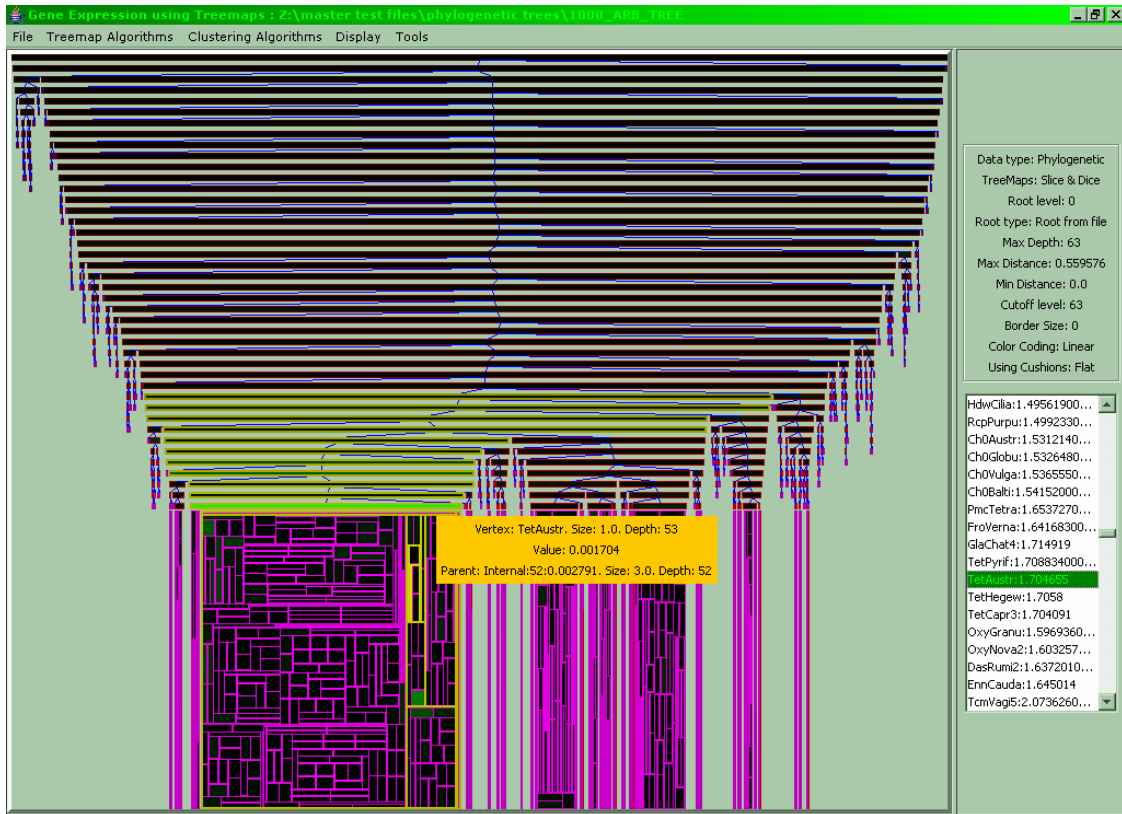 Gene Expression using Treemaps : Z:\master test files\phylogenetic trees\1000_ARB_TREE
File Treemap Algorithms Clustering Algorithms Display Tools
Data type: Phylogenetic
TreeMaps: Slice & Dice
Root level: 0
Root type: Root from file
Max Depth: 63
Max Distance: 0.559576
Min Distance: 0.0
Cutoff level: 63
Border Size: 0
Color Coding: Linear
Using Cushions: Flat
HdwCilia:1.49561900...
RcpPurpu:1.4992330...
Ch0Austr:1.5312140...
Ch0Globu:1.5326480...
Ch0Vulga:1.5365550...
Ch0Balti:1.54152000...
PmcTetra:1.6537270...
FroVerna:1.64168300...
GlaChat4:1.714919
TetPyrif:1.708834000...
TetAustr:1.704655
TetHegew:1.7058
TetCapr3:1.704091
OxyGranu:1.5969360...
OxyNova2:1.603257...
DasRumi2:1.6372010...
EnnCauda:1.645014
TcmVagi5:2.0736260...
Vertex: TetAustr. Size: 1.0. Depth: 53
Value: 0.001704
Parent: Internal:52:0.002791. Size: 3.0. Depth: 52